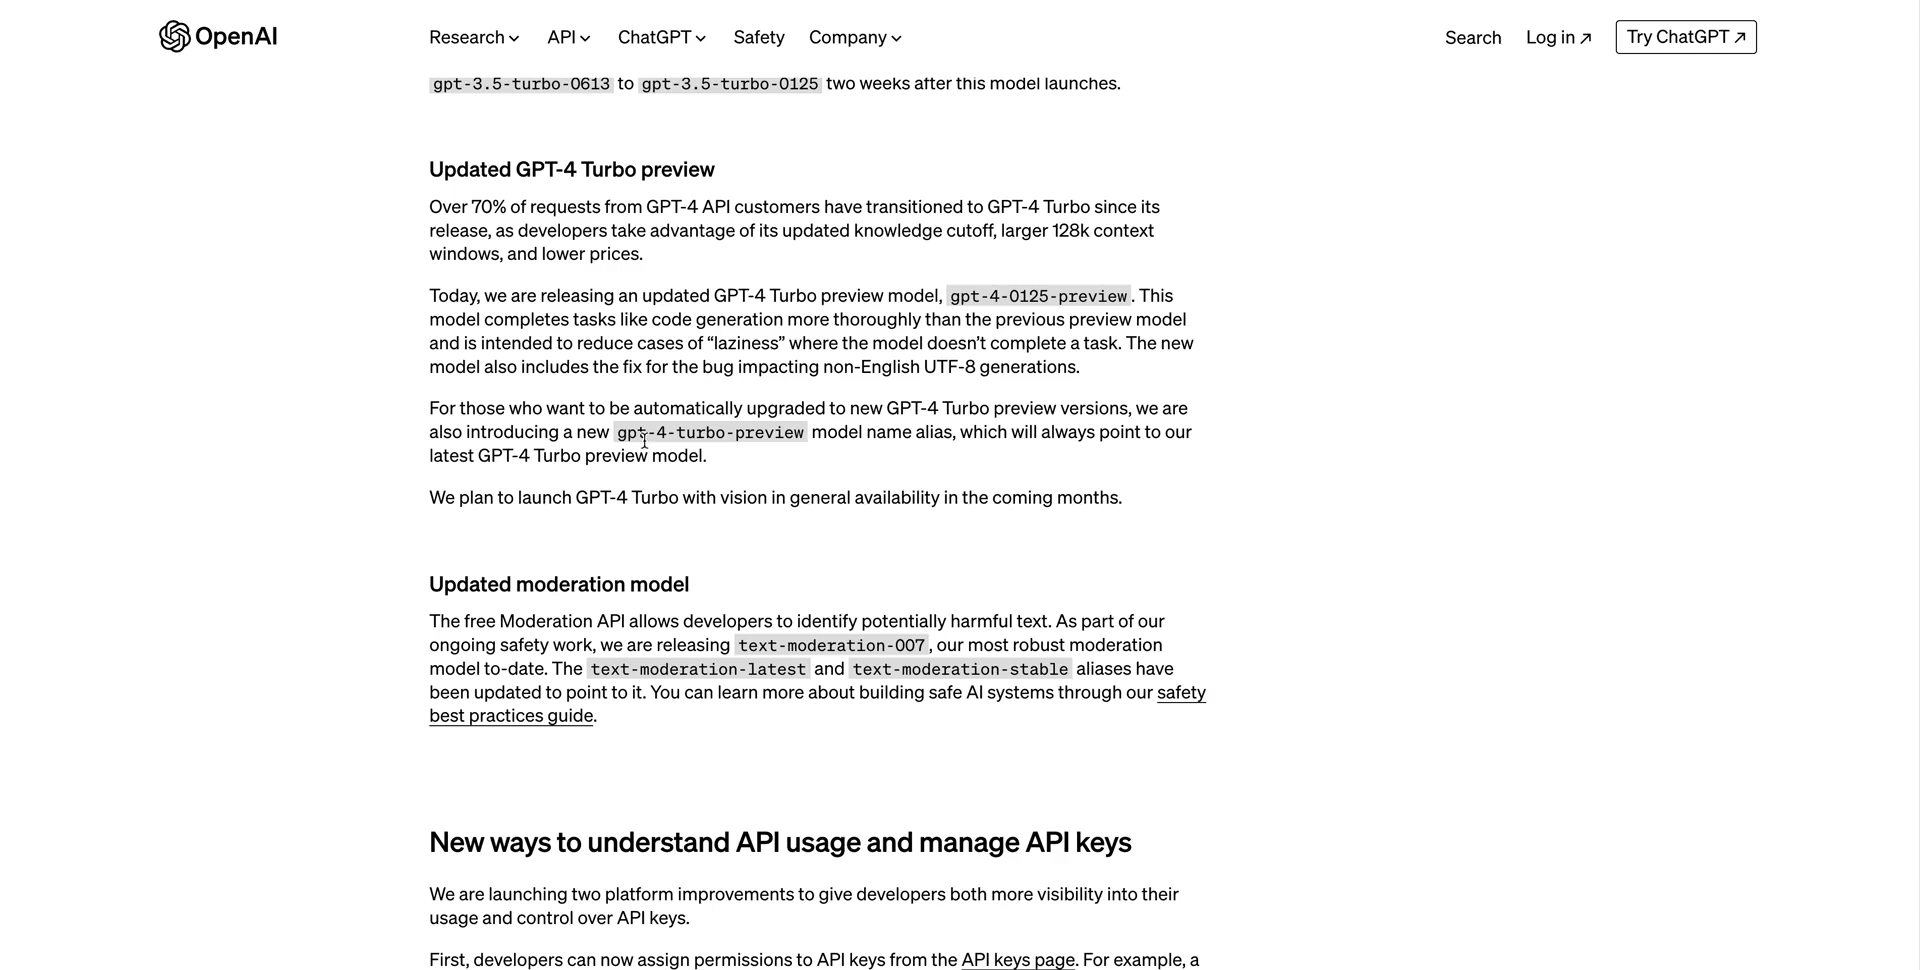 OpenAI
Research API ChatGPT Safety Company
Search Log in ↗ Try ChatGPT ↗
gpt-3.5-turbo-0613 to gpt-3.5-turbo-0125 two weeks after this model launches.
Updated GPT-4 Turbo preview
Over 70% of requests from GPT-4 API customers have transitioned to GPT-4 Turbo since its
release, as developers take advantage of its updated knowledge cutoff, larger 128k context
windows, and lower prices.
Today, we are releasing an updated GPT-4 Turbo preview model, gpt-4-0125-preview. This
model completes tasks like code generation more thoroughly than the previous preview model
and is intended to reduce cases of “laziness” where the model doesn’t complete a task. The new
model also includes the fix for the bug impacting non-English UTF-8 generations.
For those who want to be automatically upgraded to new GPT-4 Turbo preview versions, we are
also introducing a new gpt-4-turbo-preview model name alias, which will always point to our
latest GPT-4 Turbo preview model.
We plan to launch GPT-4 Turbo with vision in general availability in the coming months.
Updated moderation model
The free Moderation API allows developers to identify potentially harmful text. As part of our
ongoing safety work, we are releasing text-moderation-007, our most robust moderation
model to-date. The text-moderation-latest and text-moderation-stable aliases have
been updated to point to it. You can learn more about building safe AI systems through our safety
best practices guide.
New ways to understand API usage and manage API keys
We are launching two platform improvements to give developers both more visibility into their
usage and control over API keys.
First, developers can now assign permissions to API keys from the API keys page. For example, a